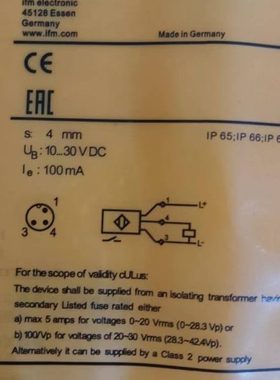 ifm electronic
45128 Essen
Germany
www.ifm.com
Made in Germany
CE
EAC
s: 4 mm
IP 65; IP 66; IP 6
UB: 10...30 V DC
Ie: 100 mA
1
3 4
1
L+
4
3
L-
For the scope of validity cULus:
The device shall be supplied from an isolating transformer havin
secondary Listed fuse rated either
a) max 5 amps for voltages 0~20 Vrms (0~28.3 Vp) or
b) 100/Vp for voltages of 20~30 Vrms (28.3~42.4Vp).
Alternatively it can be supplied by a Class 2 power supply